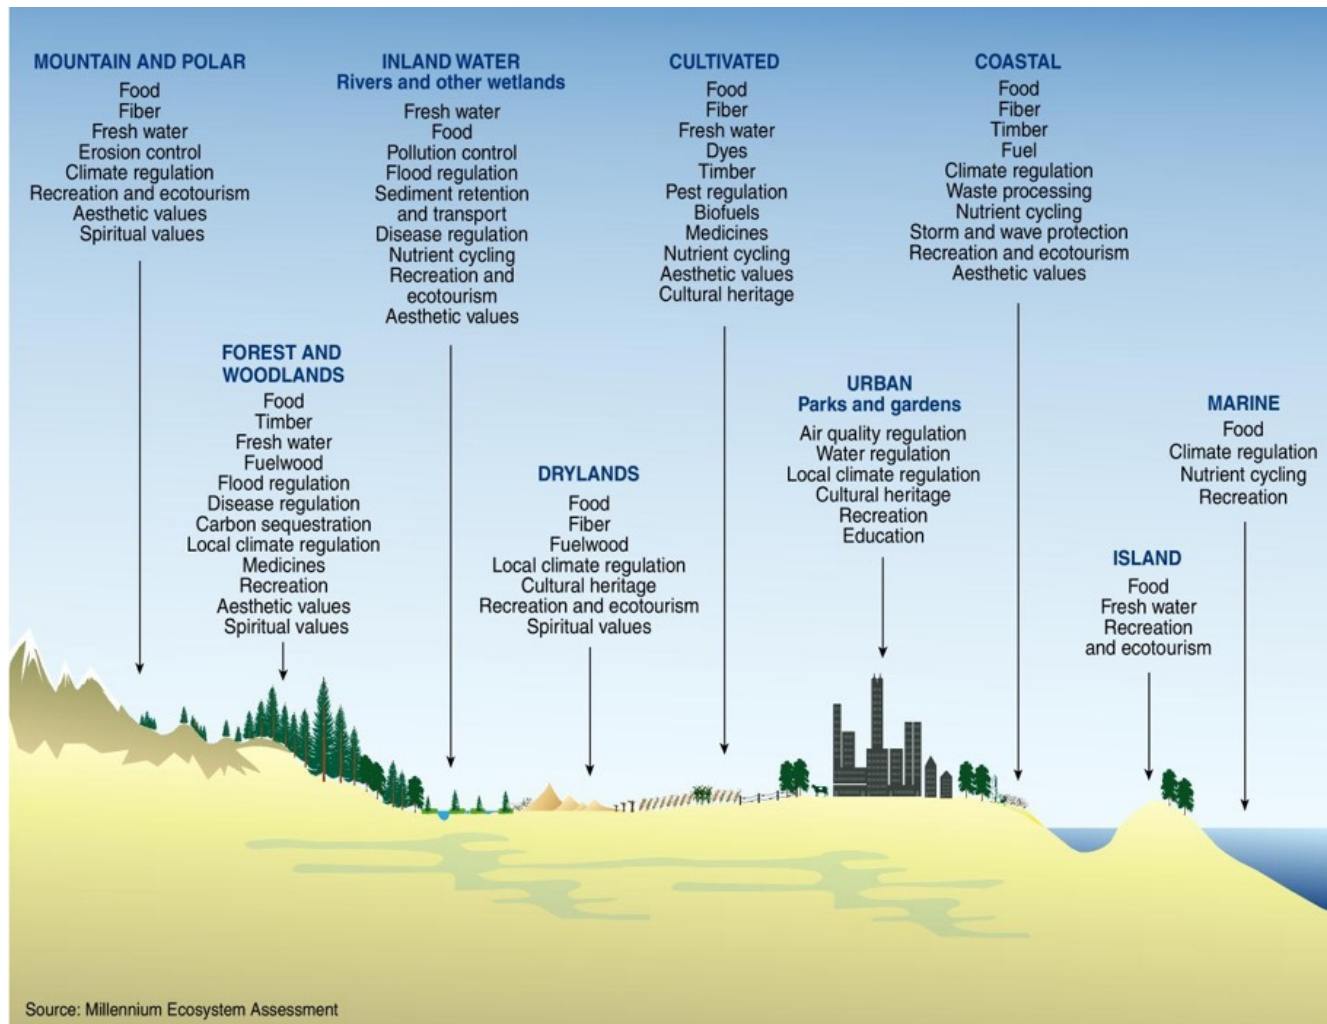 MOUNTAIN AND POLAR
Food
Fiber
Fresh water
Erosion control
Climate regulation
Recreation and ecotourism
Aesthetic values
Spiritual values
INLAND WATER
Rivers and other wetlands
Fresh water
Food
Pollution control
Flood regulation
Sediment retention
and transport
Disease regulation
Nutrient cycling
Recreation and
ecotourism
Aesthetic values
CULTIVATED
Food
Fiber
Fresh water
Dyes
Timber
Pest regulation
Biofuels
Medicines
Nutrient cycling
Aesthetic values
Cultural heritage
COASTAL
Food
Fiber
Timber
Fuel
Climate regulation
Waste processing
Nutrient cycling
Storm and wave protection
Recreation and ecotourism
Aesthetic values
FOREST AND
WOODLANDS
Food
Timber
Fresh water
Fuelwood
Flood regulation
Disease regulation
Carbon sequestration
Local climate regulation
Medicines
Recreation
Aesthetic values
Spiritual values
DRYLANDS
Food
Fiber
Fuelwood
Local climate regulation
Cultural heritage
Recreation and ecotourism
Spiritual values
URBAN
Parks and gardens
Air quality regulation
Water regulation
Local climate regulation
Cultural heritage
Recreation
Education
MARINE
Food
Climate regulation
Nutrient cycling
Recreation
ISLAND
Food
Fresh water
Recreation
and ecotourism
Source: Millennium Ecosystem Assessment